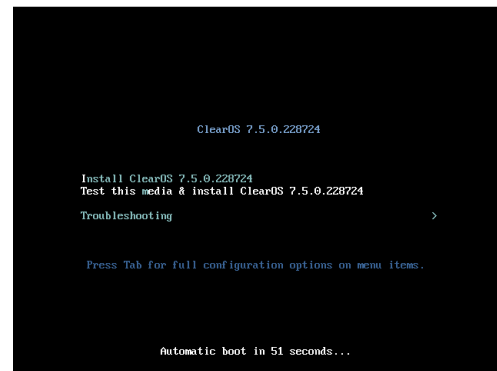 ClearOS 7.5.0.228724
Install ClearOS 7.5.0.228724
Test this media & install ClearOS 7.5.0.228724
Troubleshooting >
Press Tab for full configuration options on menu items.
Automatic boot in 51 seconds...